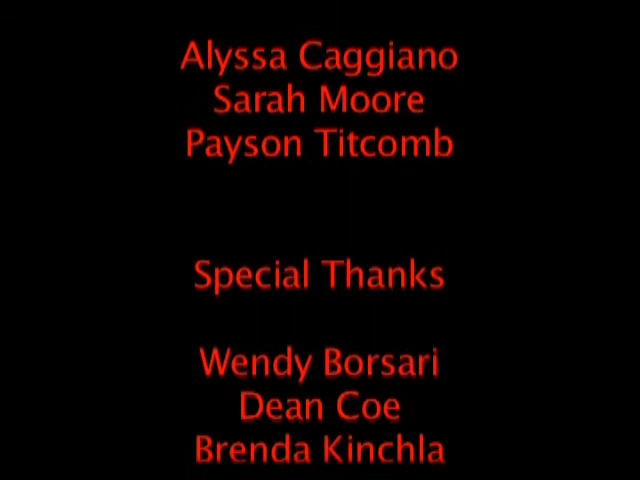 Alyssa Caggiano
Sarah Moore
Payson Titcomb
Special Thanks
Wendy Borsari
Dean Coe
Brenda Kinchla